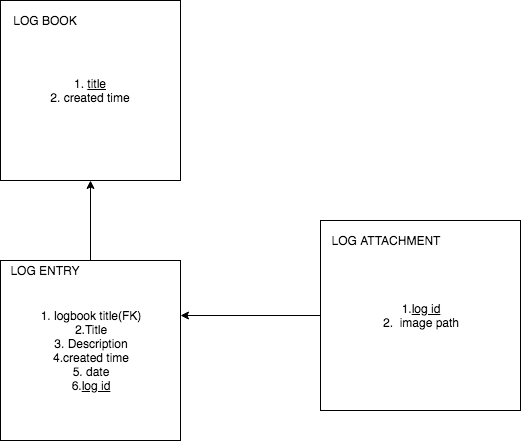 LOG BOOK
1. title
2. created time
LOG ENTRY
1. logbook title(FK)
2.Title
3. Description
4.created time
5. date
6.log id
LOG ATTACHMENT
1.log id
2. image path